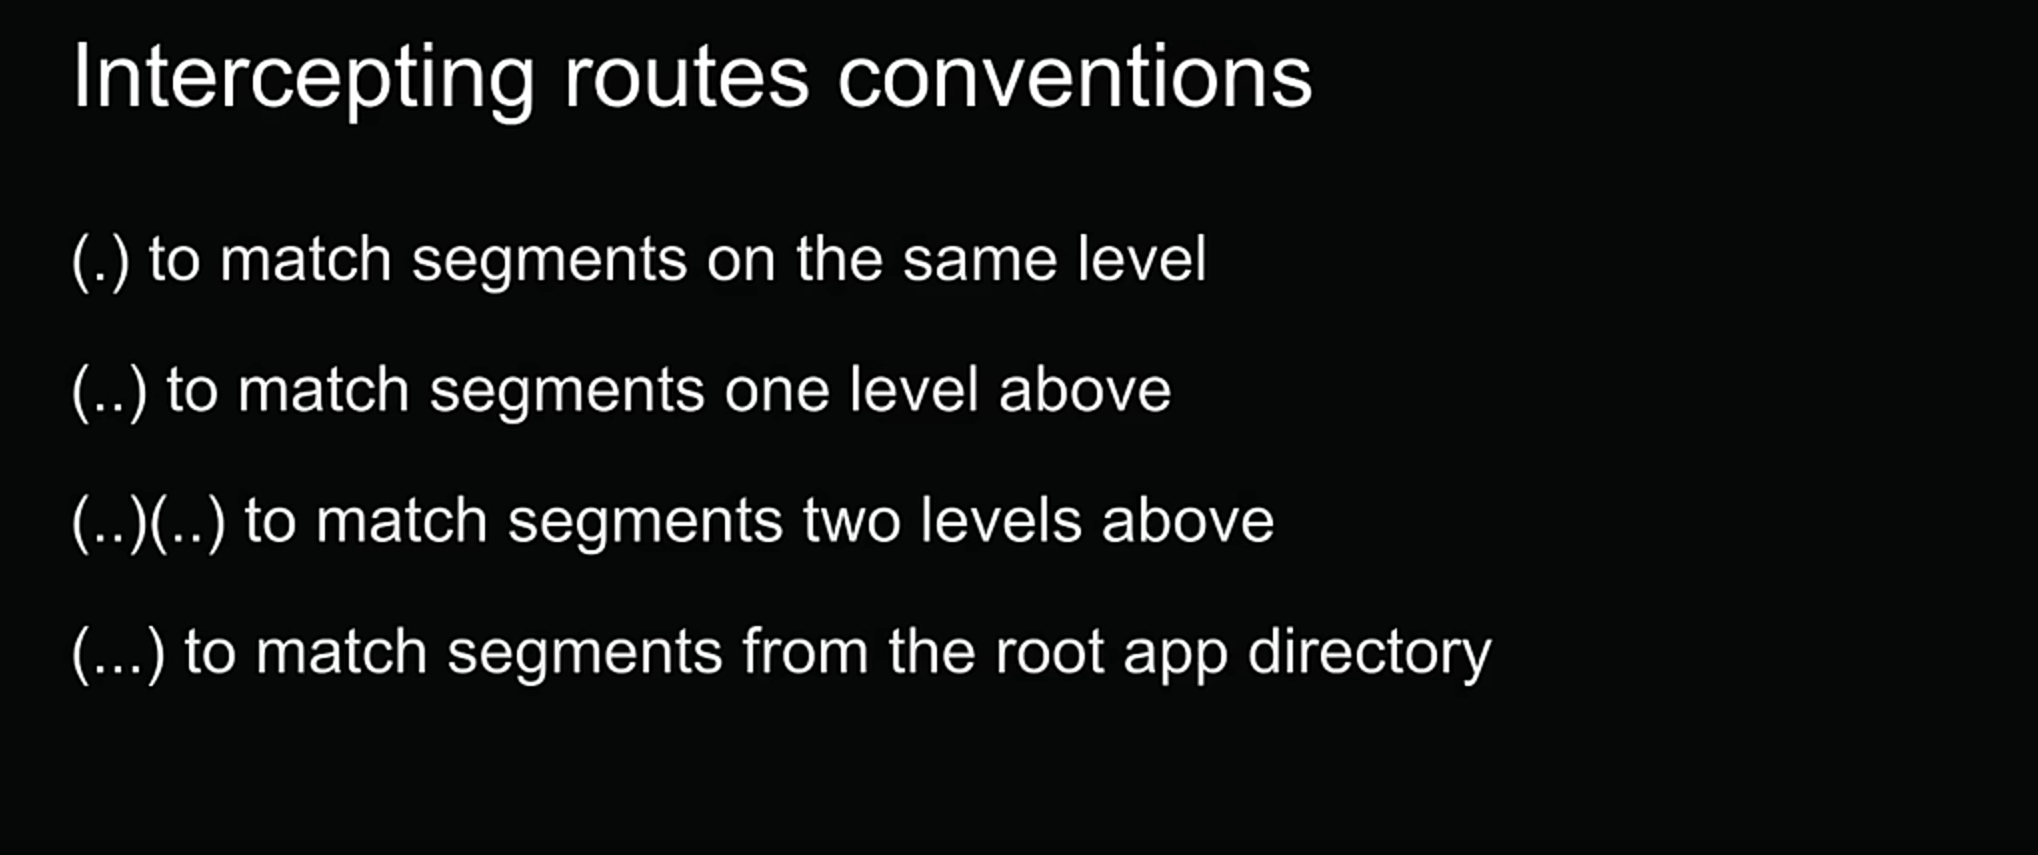 Intercepting routes conventions
(.) to match segments on the same level
(..) to match segments one level above
(..)(..) to match segments two levels above
(...) to match segments from the root app directory